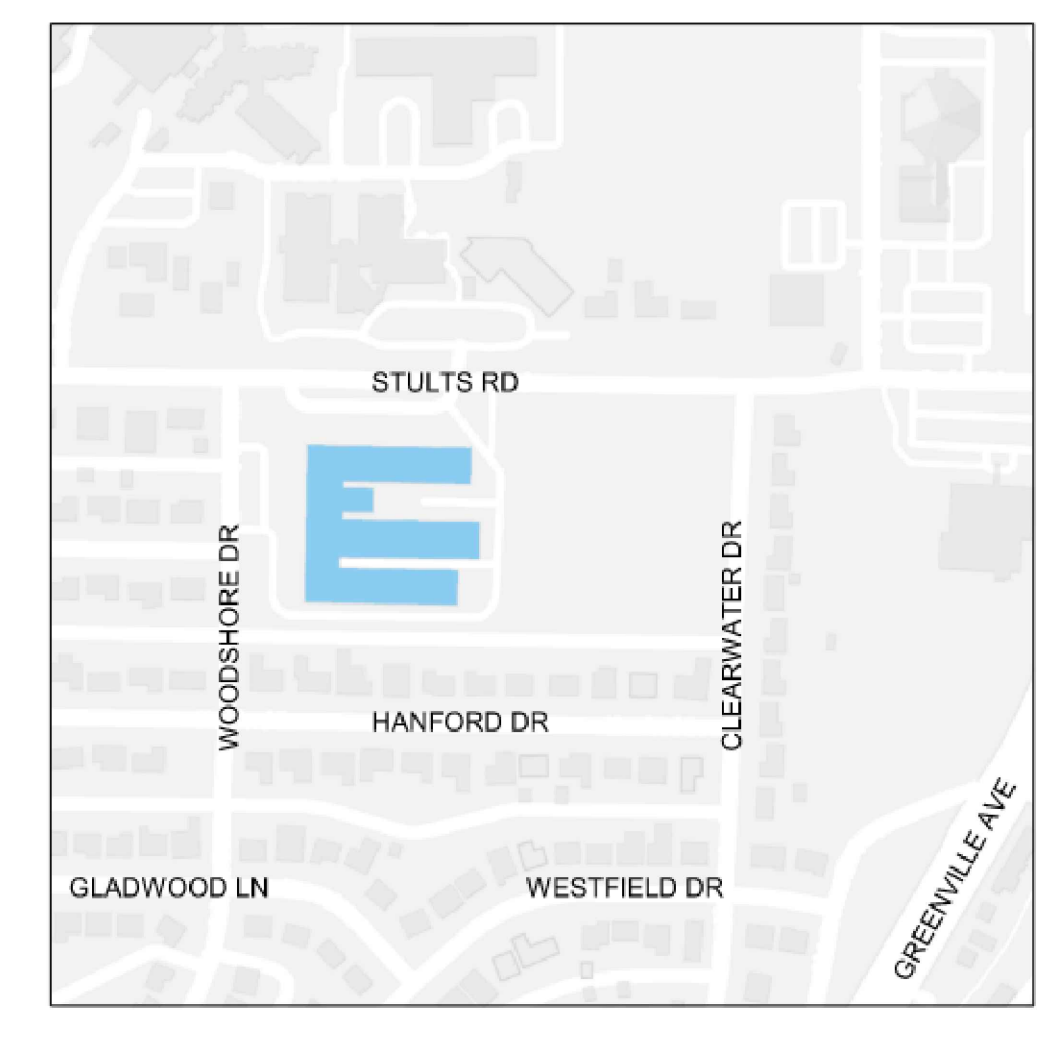 STULTS RD
WOODSHORE DR
CLEARWATER DR
HANFORD DR
GLADWOOD LN
WESTFIELD DR
GREENVILLE AVE